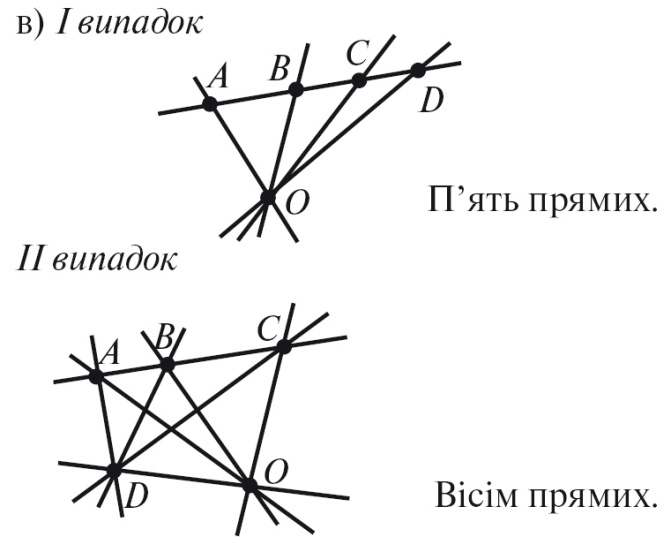 в) I випадок
A B C D
O
П’ять прямих.
II випадок
A B C
D O
Вісім прямих.